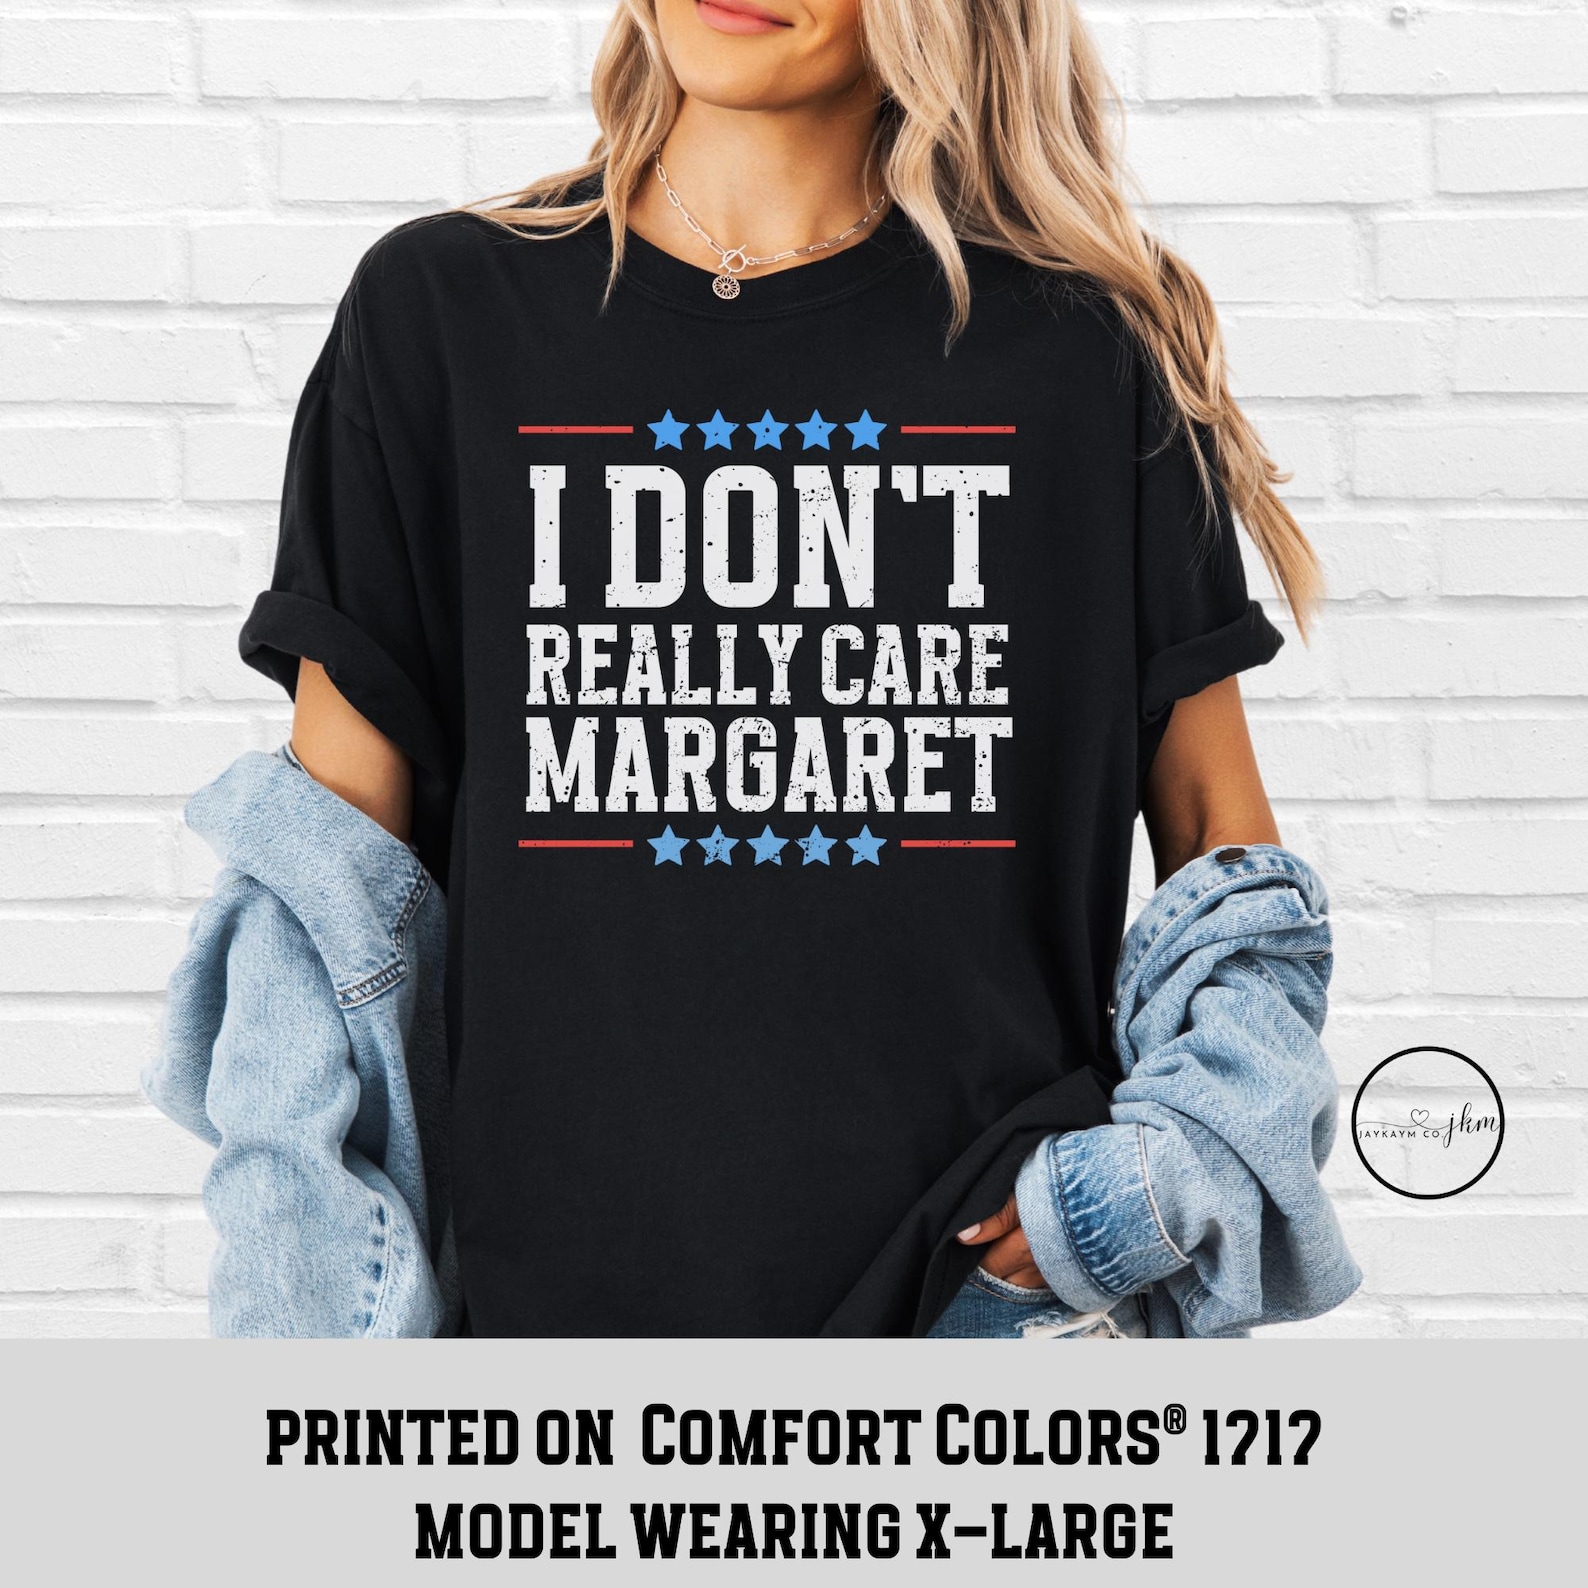 I DON'T
REALLY CARE
MARGARET
JAYKAYM CO jkm
PRINTED ON COMFORT COLORS® 1717
MODEL WEARING X-LARGE